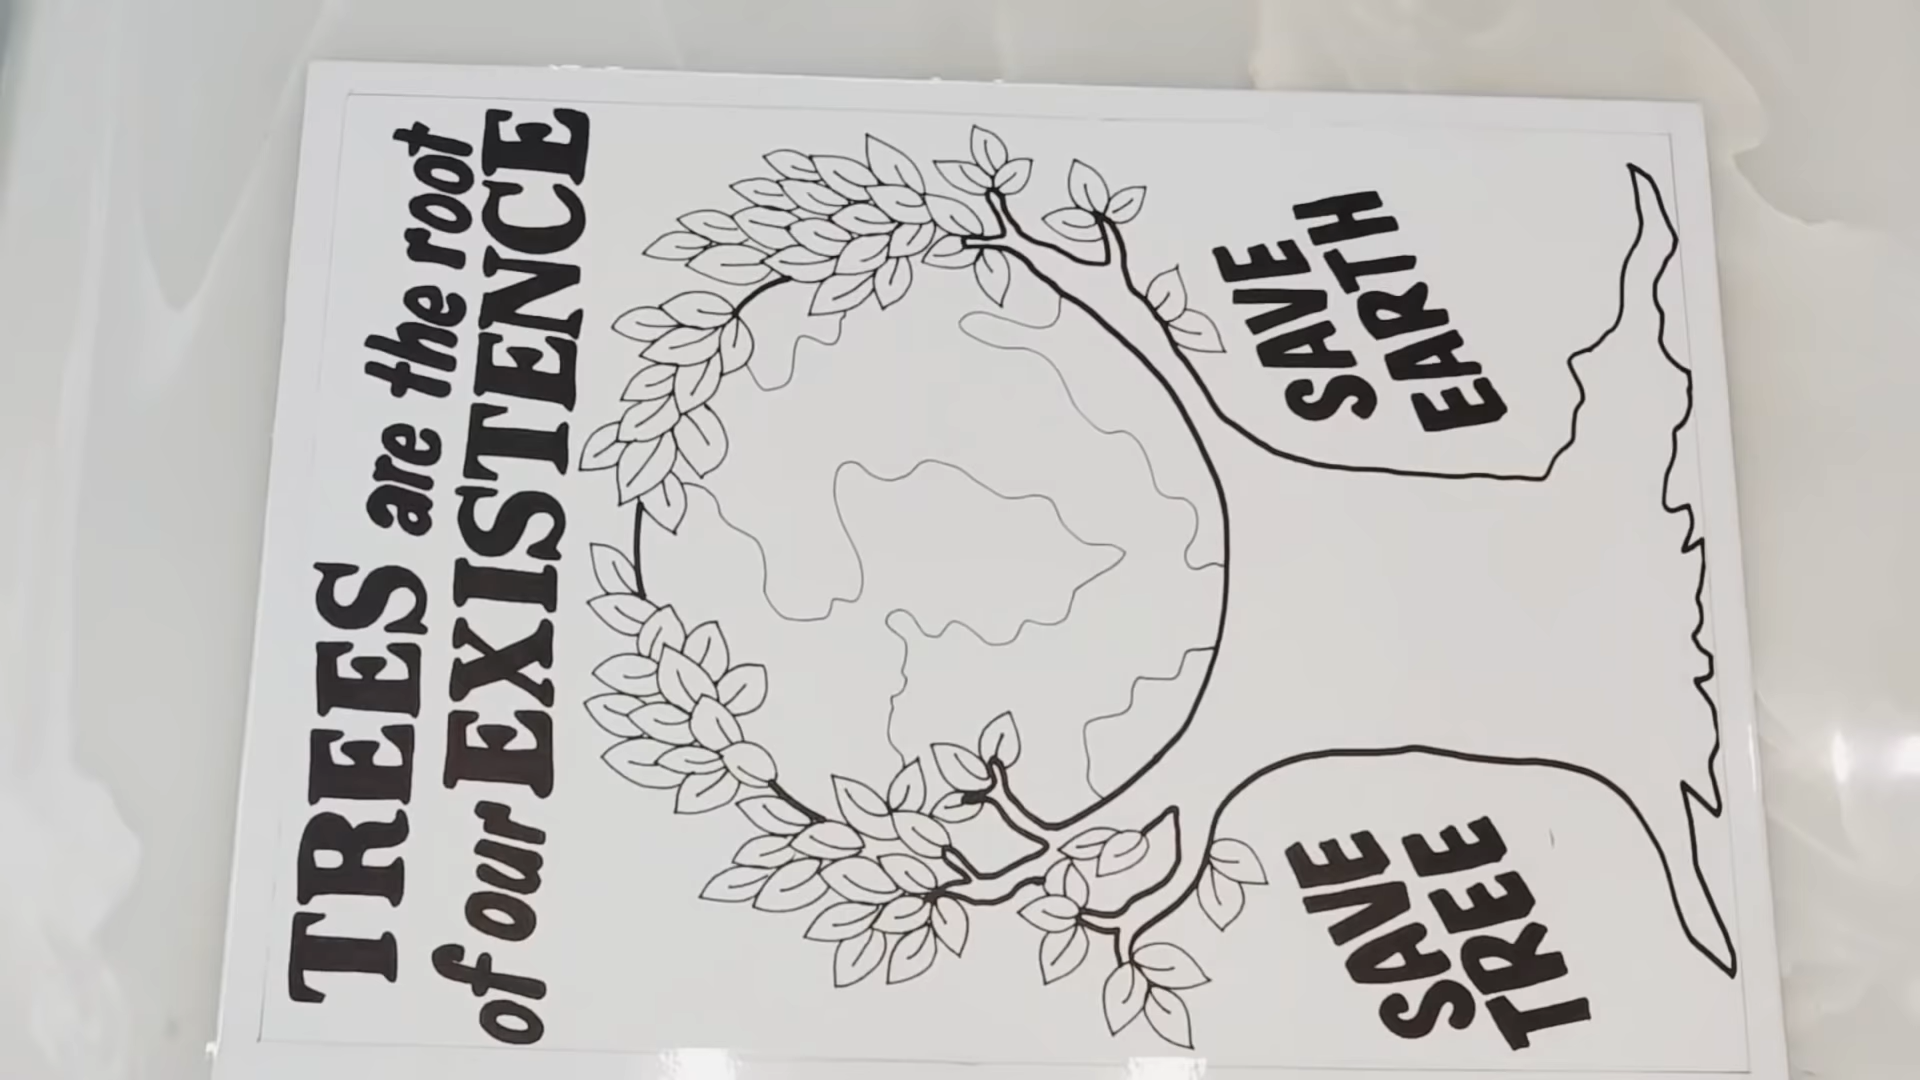 TREES are the root
of our EXISTENCE
SAVE
TREE
SAVE
EARTH